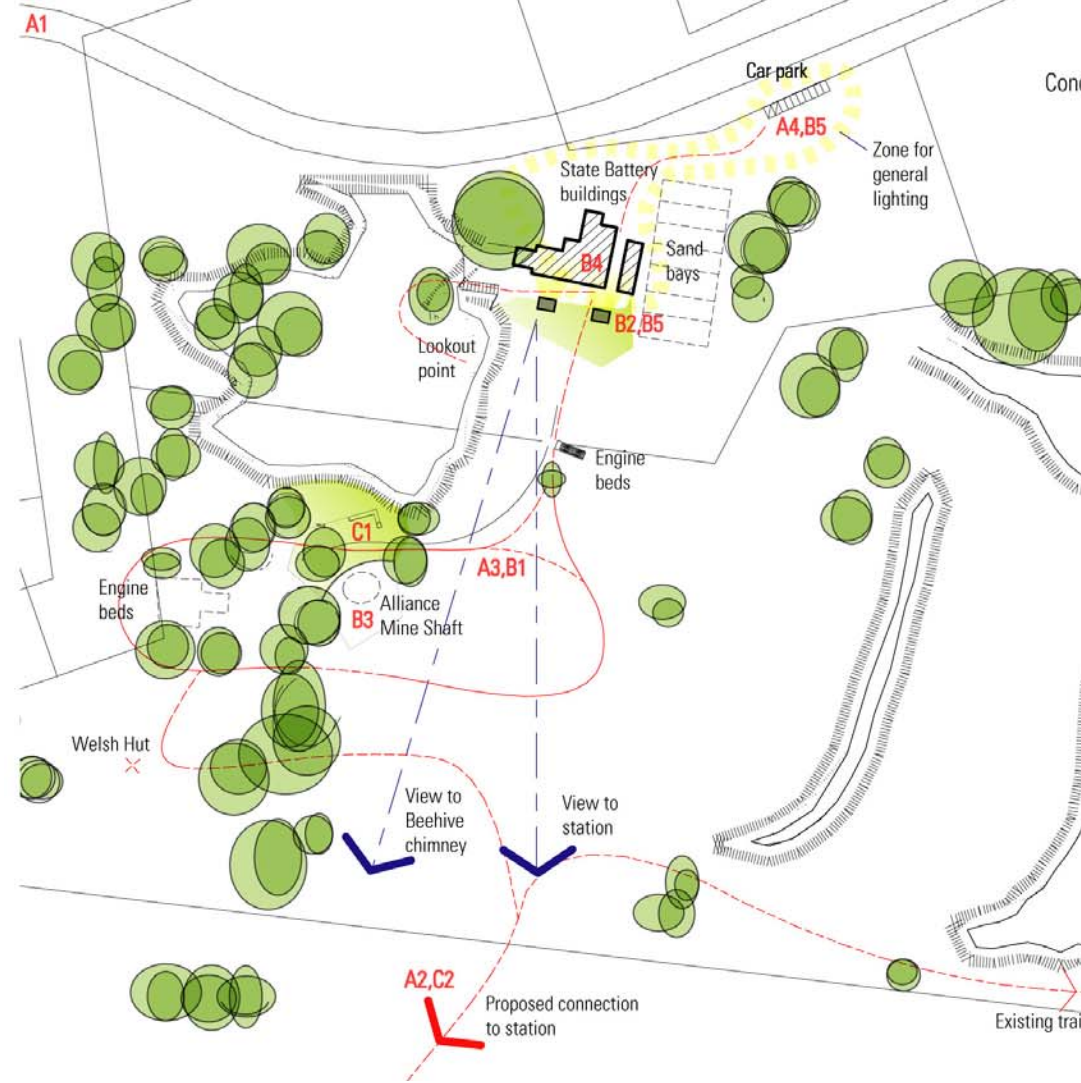 A1
Car park
Conc
A4,B5
Zone for
general
lighting
State Battery
buildings
Sand
bays
B4
B2,B5
Lookout
point
Engine
beds
C1
A3,B1
Engine
beds
B3
Alliance
Mine Shaft
Welsh Hut
View to
Beehive
chimney
View to
station
A2,C2
Proposed connection
to station
Existing trai